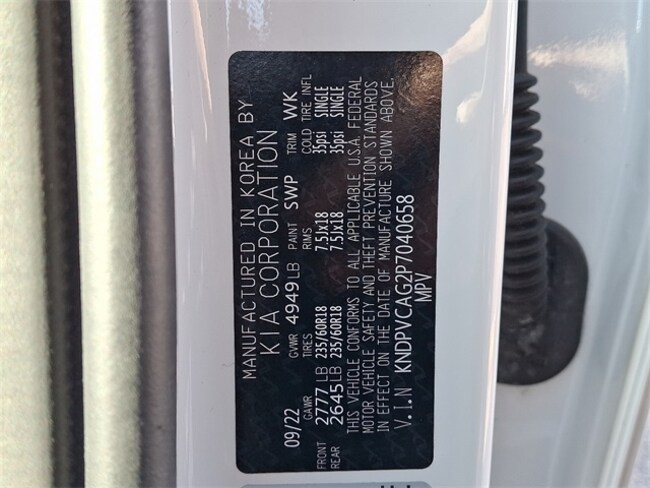 MANUFACTURED IN KOREA BY
KIA CORPORATION
09/22 GVWR 4949LB PAINT SWP TRIM WK
GAWR TIRES RIMS COLD TIRE INFL
FRONT 2777LB 235/60R18 7.5Jx18 35psi SINGLE
REAR 2645LB 235/60R18 7.5Jx18 35psi SINGLE
THIS VEHICLE CONFORMS TO ALL APPLICABLE U.S.A. FEDERAL
MOTOR VEHICLE SAFETY AND THEFT PREVENTION STANDARDS
IN EFFECT ON THE DATE OF MANUFACTURE SHOWN ABOVE.
V.I.N KNDPVCAG2P7040658
MPV